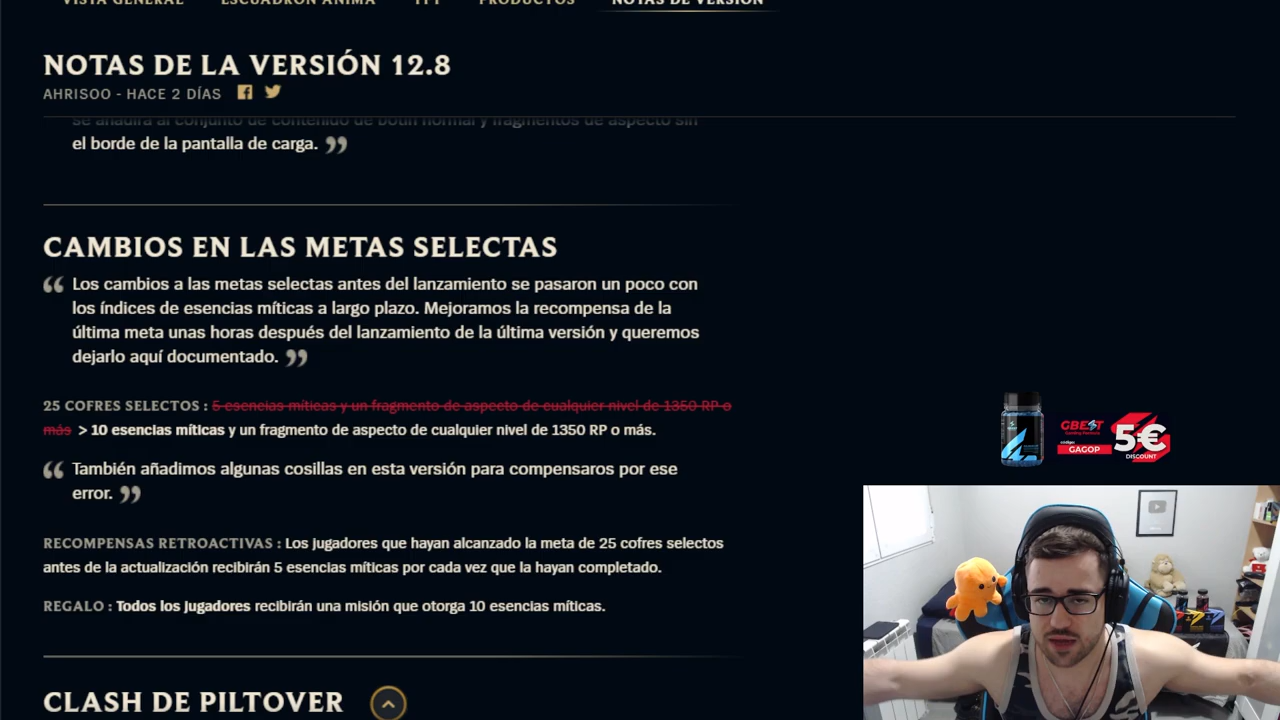 VISTA GENERAL ESCUADRÓN ÁNIMA TFT PRODUCTOS NOTAS DE VERSIÓN
NOTAS DE LA VERSIÓN 12.8
AHRISOO - HACE 2 DÍAS
se añadirá al conjunto de contenido de botín normal y fragmentos de aspecto sin
el borde de la pantalla de carga. ”
CAMBIOS EN LAS METAS SELECTAS
“ Los cambios a las metas selectas antes del lanzamiento se pasaron un poco con
los índices de esencias míticas a largo plazo. Mejoramos la recompensa de la
última meta unas horas después del lanzamiento de la última versión y queremos
dejarlo aquí documentado. ”
25 COFRES SELECTOS : 5 esencias míticas y un fragmento de aspecto de cualquier nivel de 1350 RP o
más > 10 esencias míticas y un fragmento de aspecto de cualquier nivel de 1350 RP o más.
“ También añadimos algunas cosillas en esta versión para compensaros por ese
error. ”
RECOMPENSAS RETROACTIVAS : Los jugadores que hayan alcanzado la meta de 25 cofres selectos
antes de la actualización recibirán 5 esencias míticas por cada vez que la hayan completado.
REGALO : Todos los jugadores recibirán una misión que otorga 10 esencias míticas.
CLASH DE PILTOVER
GBEST
GAGOP
5€
DISCOUNT